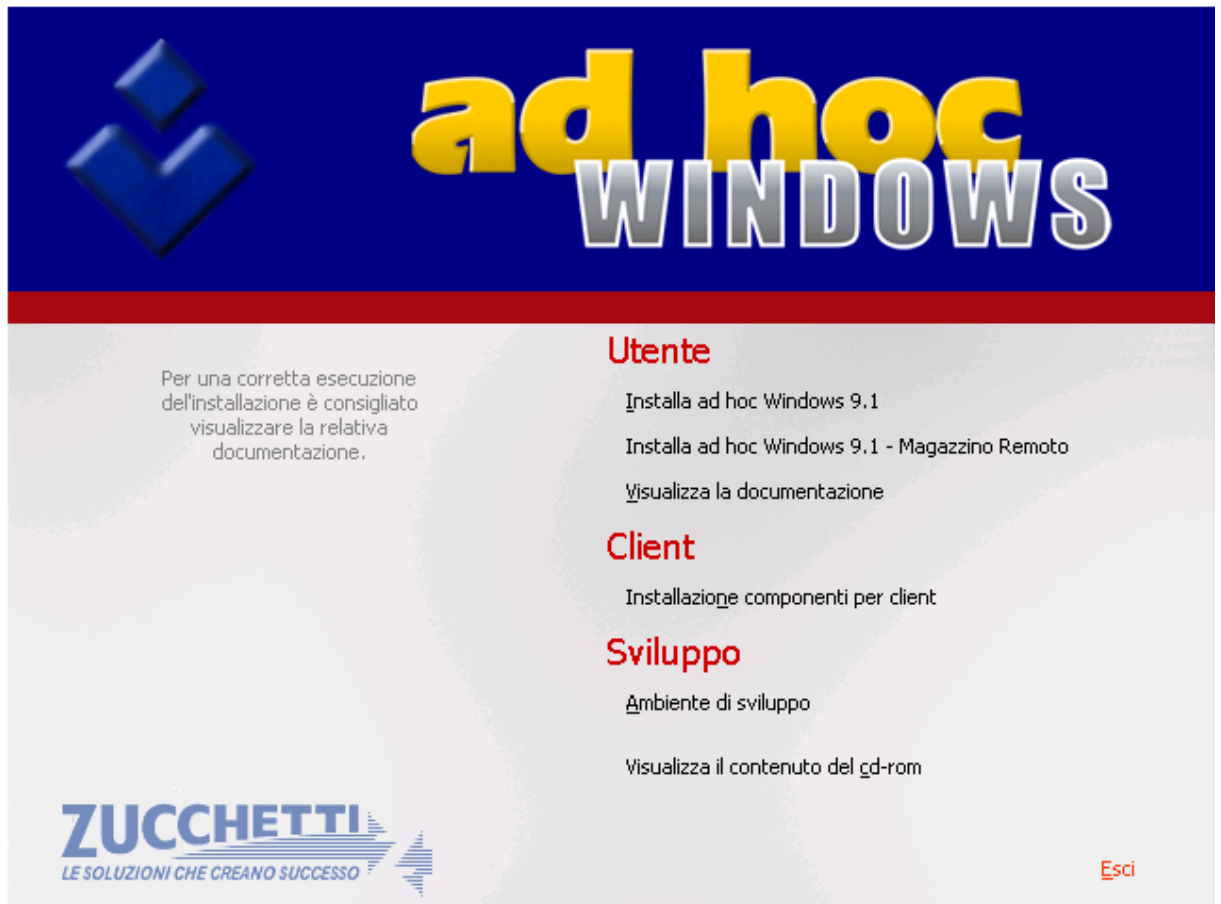 ad hoc
WINDOWS
Per una corretta esecuzione
del'installazione è consigliato
visualizzare la relativa
documentazione.
Utente
Installa ad hoc Windows 9.1
Installa ad hoc Windows 9.1 - Magazzino Remoto
Visualizza la documentazione
Client
Installazione componenti per client
Sviluppo
Ambiente di sviluppo
Visualizza il contenuto del cd-rom
ZUCCHETTI
LE SOLUZIONI CHE CREANO SUCCESSO
Esci